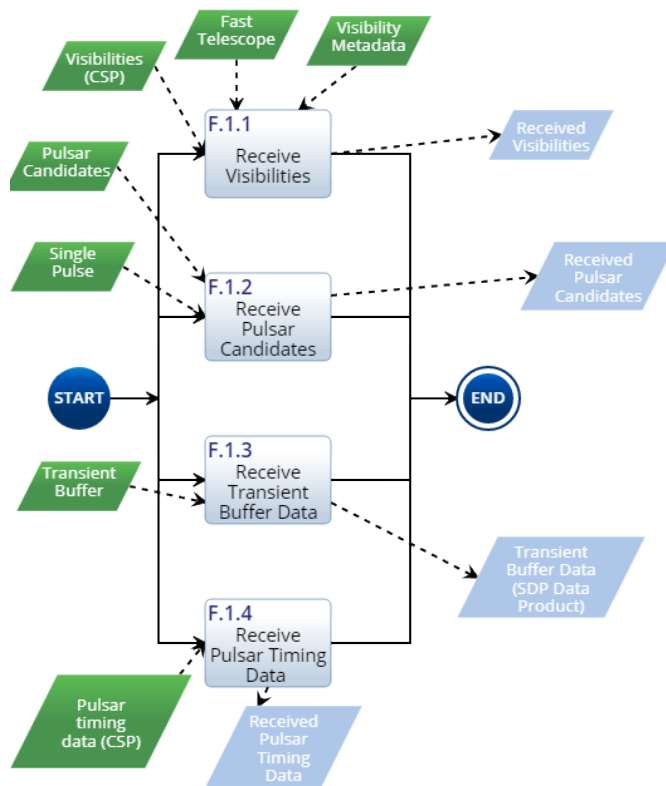 Fast
Telescope
Visibility
Metadata
Visibilities
(CSP)
F.1.1
Receive
Visibilities
Received
Visibilities
Pulsar
Candidates
Single
Pulse
F.1.2
Receive
Pulsar
Candidates
Received
Pulsar
Candidates
START
END
F.1.3
Receive
Transient
Buffer Data
Transient
Buffer
Transient
Buffer Data
(SDP Data
Product)
F.1.4
Receive
Pulsar Timing
Data
Pulsar
timing
data (CSP)
Received
Pulsar
Timing
Data